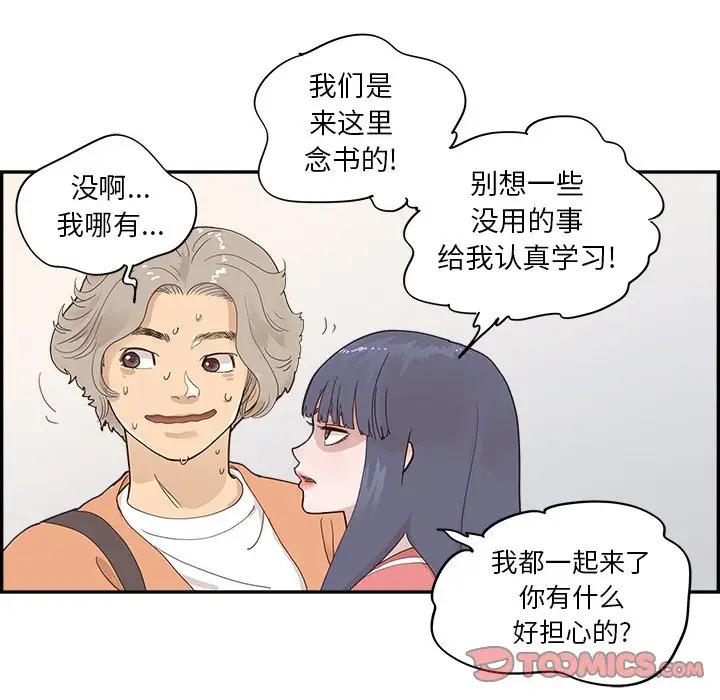 我们是
来这里
念书的!
没啊...
我哪有...
别想一些
没用的事
给我认真学习!
我都一起来了
你有什么
好担心的?
TOOMICS.COM